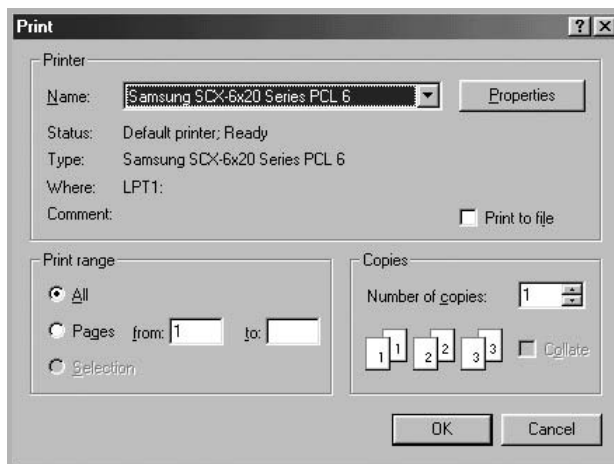 Print
Printer
Name: Samsung SCX-6x20 Series PCL 6 Properties
Status: Default printer; Ready
Type: Samsung SCX-6x20 Series PCL 6
Where: LPT1:
Comment: Print to file
Print range
All
Pages from: 1 to:
Selection
Copies
Number of copies: 1
1 1 2 2 3 3 Collate
OK Cancel